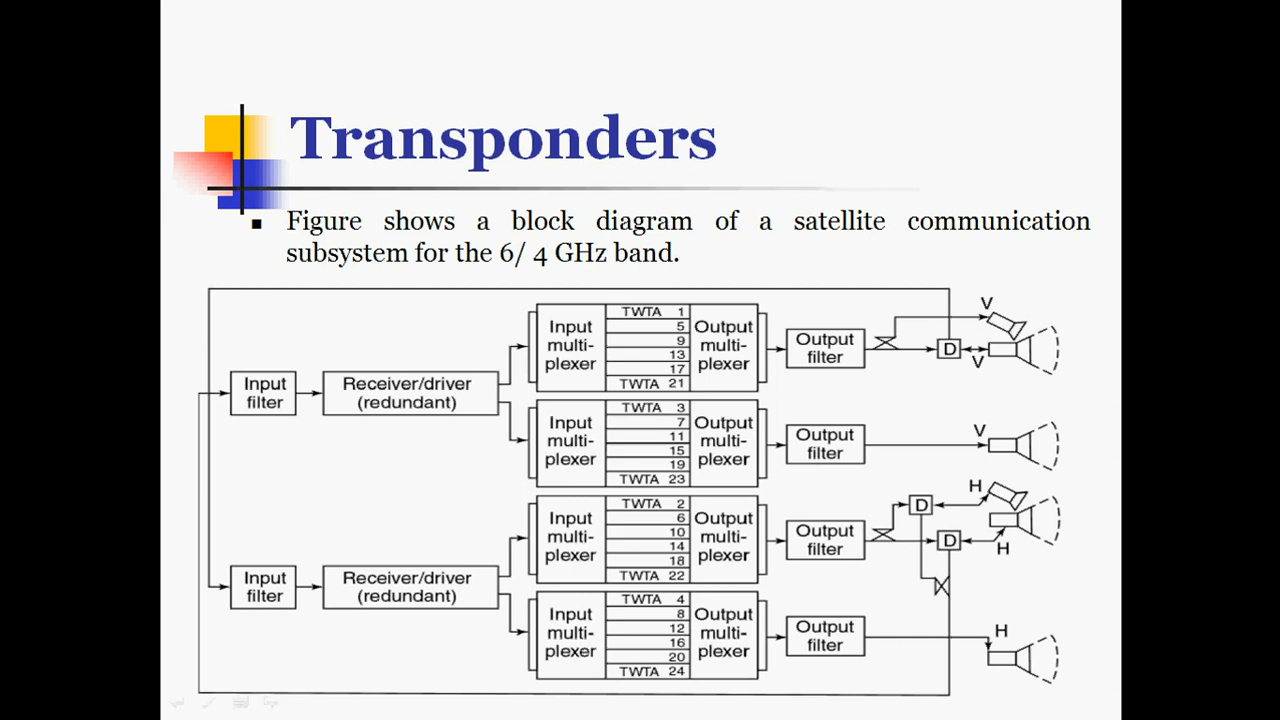 Transponders
Figure shows a block diagram of a satellite communication
subsystem for the 6/ 4 GHz band.
Input
filter
Receiver/driver
(redundant)
Input
multi-
plexer
TWTA 1
5
9
13
17
TWTA 21
Output
multi-
plexer
Output
filter
D
V
V
Input
multi-
plexer
TWTA 3
7
11
15
19
TWTA 23
Output
multi-
plexer
Output
filter
V
Input
filter
Receiver/driver
(redundant)
Input
multi-
plexer
TWTA 2
6
10
14
18
TWTA 22
Output
multi-
plexer
Output
filter
D
H
D
H
Input
multi-
plexer
TWTA 4
8
12
16
20
TWTA 24
Output
multi-
plexer
Output
filter
H